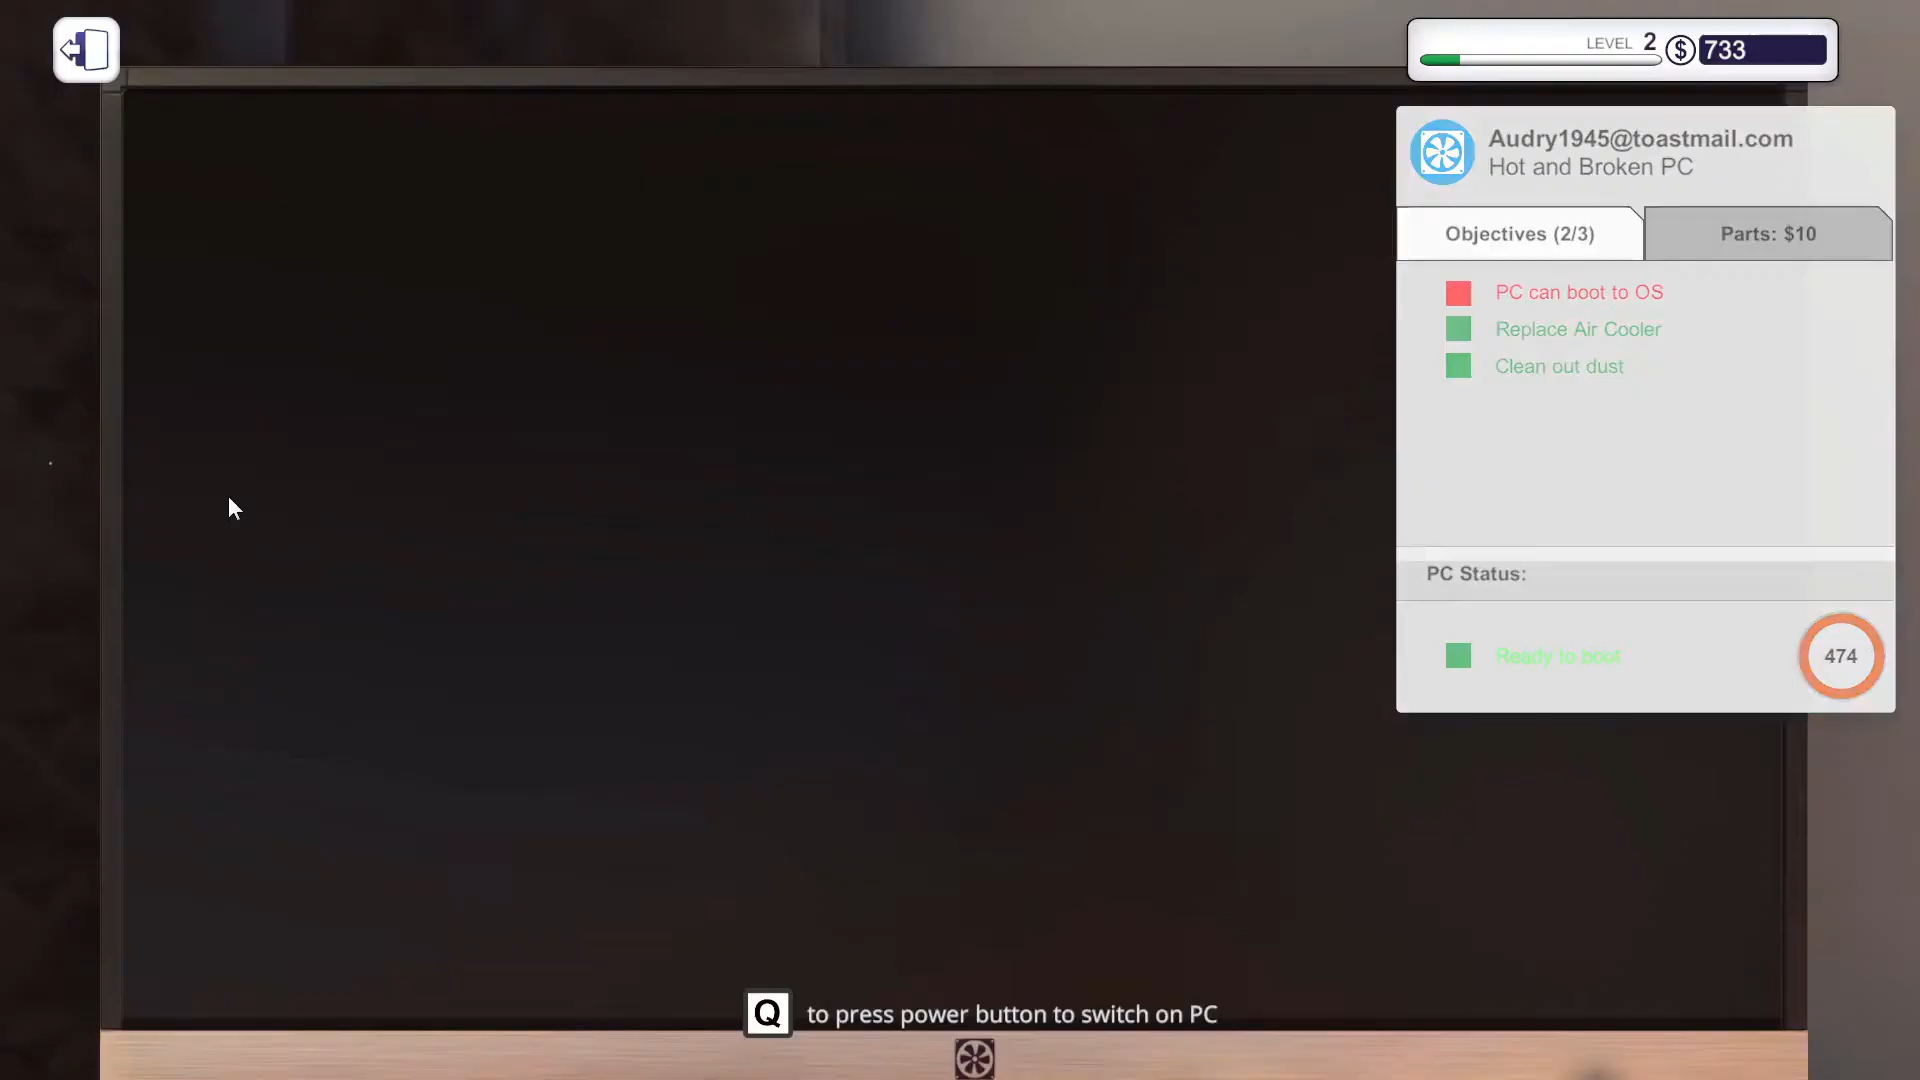 LEVEL 2 $ 733
Audry1945@toastmail.com
Hot and Broken PC
Objectives (2/3)
Parts: $10
PC can boot to OS
Replace Air Cooler
Clean out dust
PC Status:
Ready to boot
474
Q to press power button to switch on PC